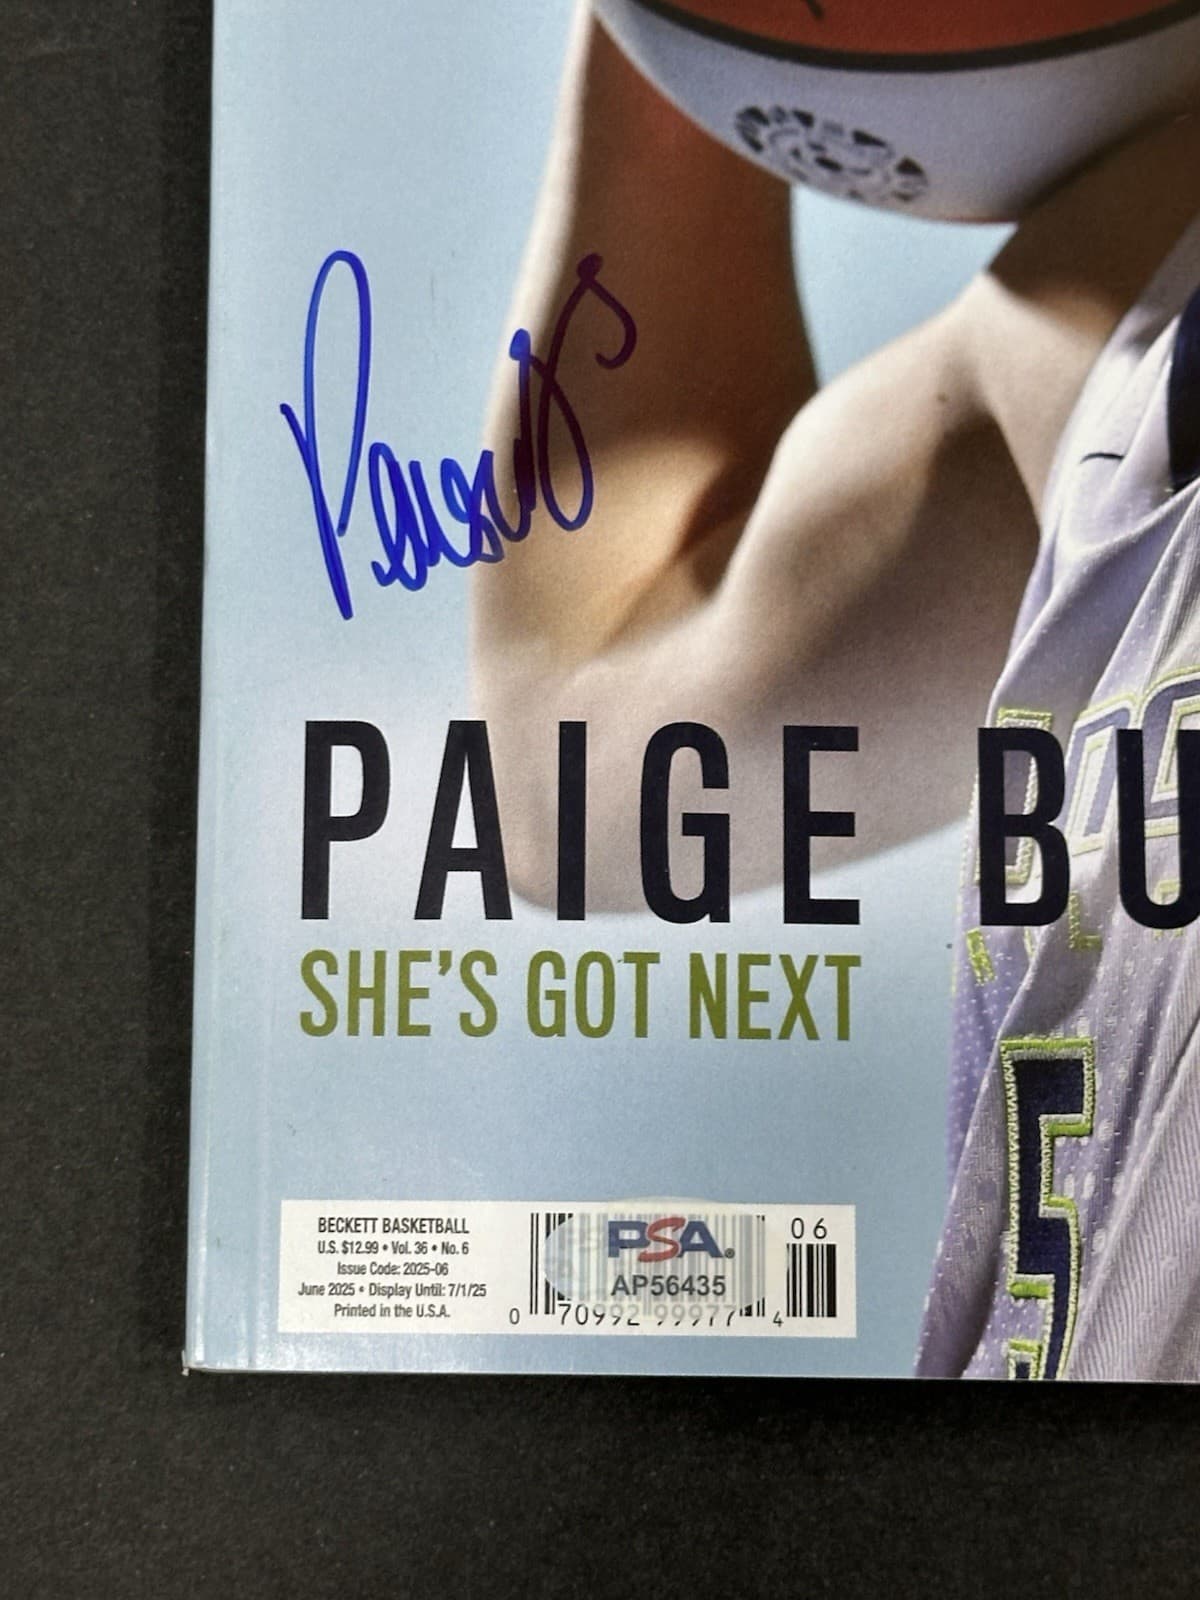 PAIGE BU
SHE'S GOT NEXT
5
BECKETT BASKETBALL
U.S. $12.99 • Vol. 36 • No. 6
Issue Code: 2025-06
June 2025 • Display Until: 7/1/25
Printed in the U.S.A.
PSA
AP56435
06
0 70992 99977 4